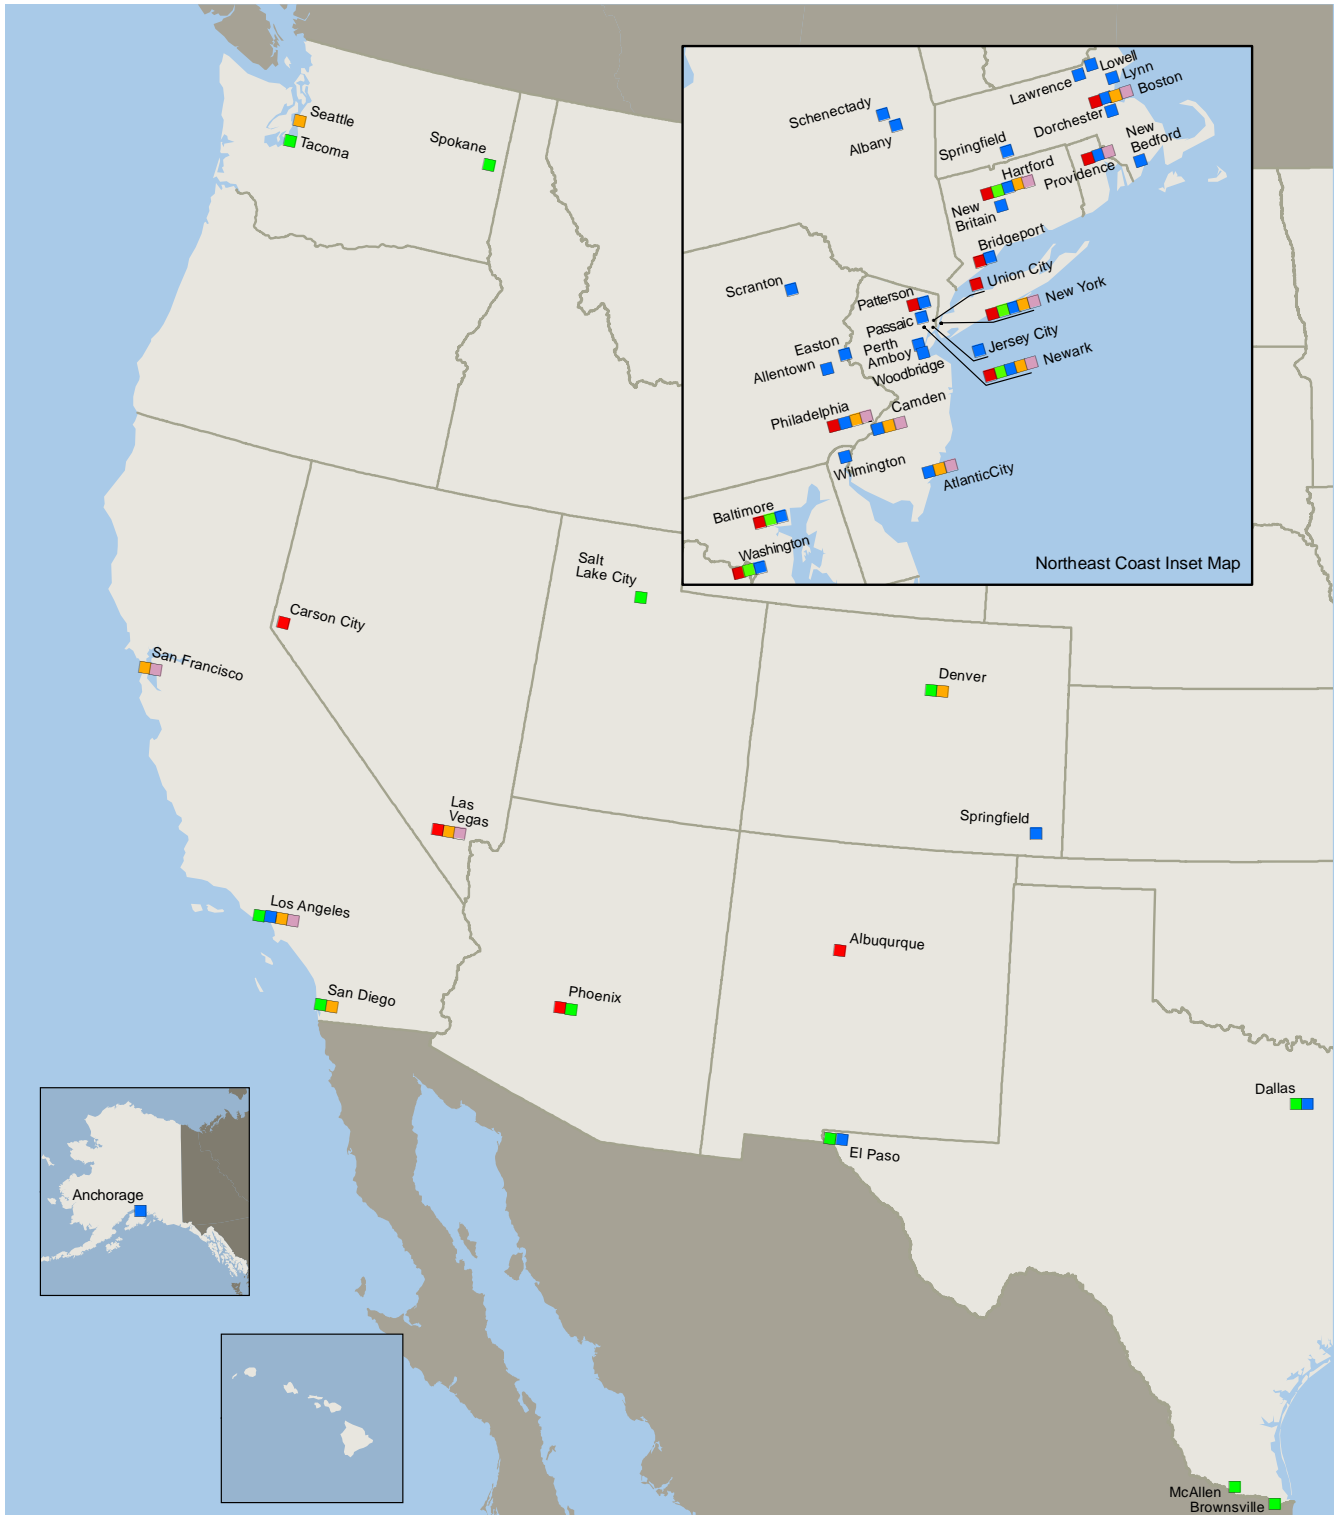 Lowell
Lynn
Lawrence
Boston
Schenectady
Dorchester
Albany
New
Bedford
Springfield
Seattle
Tacoma
Spokane
Hartford
Providence
New
Britain
Bridgeport
Union City
Scranton
Patterson
New York
Passaic
Easton
Perth
Amboy
Jersey City
Allentown
Woodbridge
Newark
Philadelphia
Camden
Wilmington
AtlanticCity
Baltimore
Washington
Northeast Coast Inset Map
Salt
Lake City
Carson City
San Francisco
Denver
Las
Vegas
Springfield
Los Angeles
Albuqurque
San Diego
Phoenix
Dallas
El Paso
Anchorage
McAllen
Brownsville